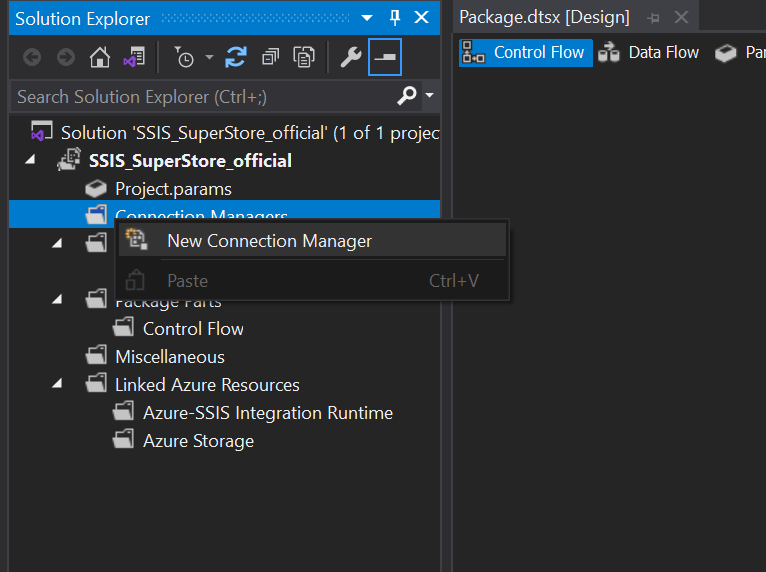 Solution Explorer
Search Solution Explorer (Ctrl+;)
Solution 'SSIS_SuperStore_official' (1 of 1 projec
SSIS_SuperStore_official
Project.params
Connection Managers
New Connection Manager
Paste Ctrl+V
Package Parts
Control Flow
Miscellaneous
Linked Azure Resources
Azure-SSIS Integration Runtime
Azure Storage
Package.dtsx [Design]
Control Flow
Data Flow
Par